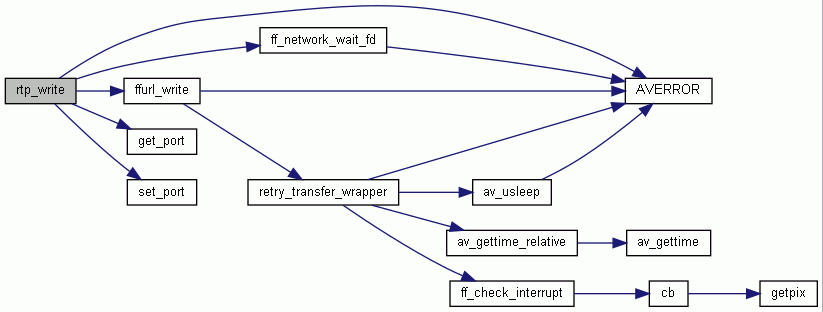 ff_network_wait_fd
rtp_write
ffurl_write
AVERROR
get_port
set_port
retry_transfer_wrapper
av_usleep
av_gettime_relative
av_gettime
ff_check_interrupt
cb
getpix